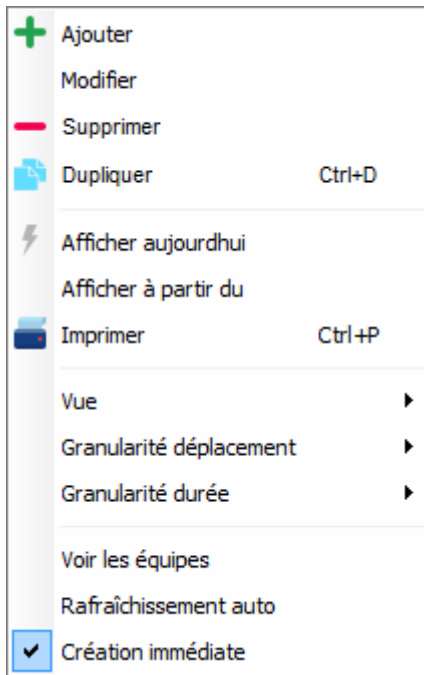 Ajouter
Modifier
Supprimer
Dupliquer Ctrl+D
Afficher aujourdhui
Afficher à partir du
Imprimer Ctrl+P
Vue
Granularité déplacement
Granularité durée
Voir les équipes
Rafraîchissement auto
Création immédiate